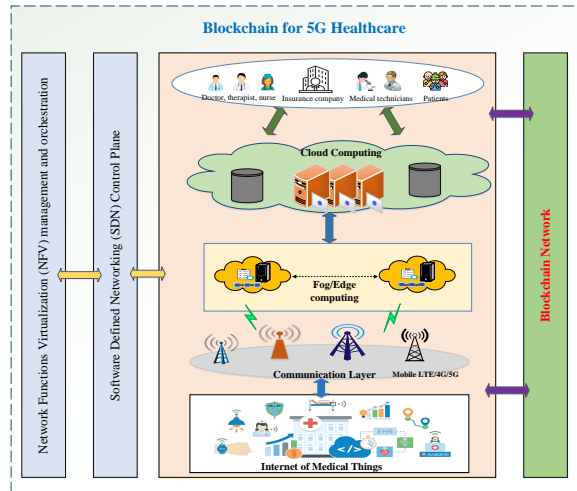 Blockchain for 5G Healthcare
Network Functions Virtualization (NFV) management and orchestration
Software Defined Networking (SDN) Control Plane
Doctor, therapist, nurse
Insurance company
Medical technicians
Patients
Cloud Computing
Fog/Edge
computing
Communication Layer
Mobile LTE/4G/5G
EHR
Available
Internet of Medical Things
Blockchain Network